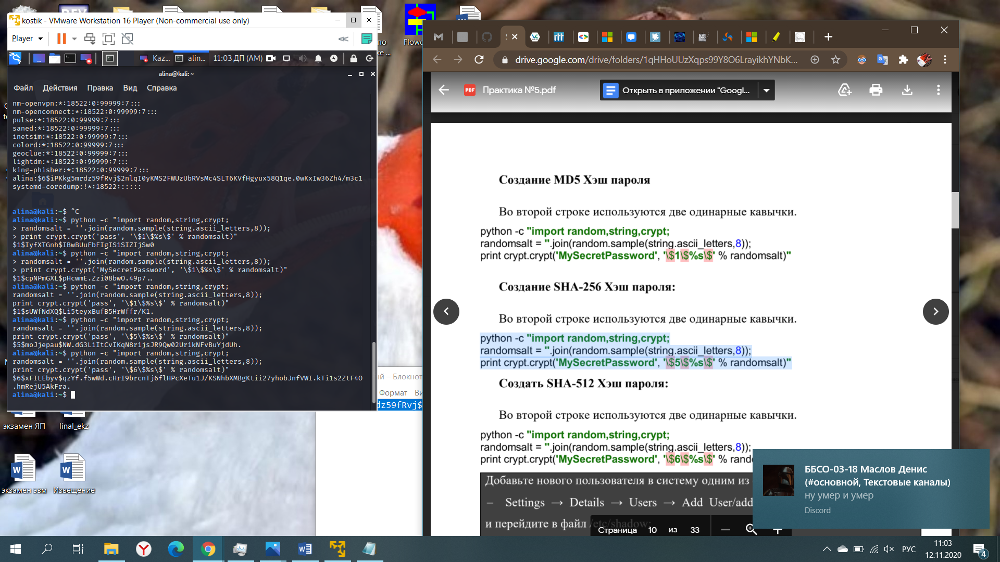 kostik - VMware Workstation 16 Player (Non-commercial use only)
Player
Kaz...
alin...
11:03 ДП (AM)
alina@kali: ~
Файл Действия Правка Вид Справка
nm-openvpn:*:18522:0:99999:7:::
nm-openconnect:*:18522:0:99999:7:::
pulse:*:18522:0:99999:7:::
saned:*:18522:0:99999:7:::
inetsim:*:18522:0:99999:7:::
colord:*:18522:0:99999:7:::
geoclue:*:18522:0:99999:7:::
lightdm:*:18522:0:99999:7:::
king-phisher:*:18522:0:99999:7:::
alina:$6$iPKkg5mrdz59fRvj$2nlqI0yKMS2FWUzUbRVsMc4SLT6KVfHgyux58Q1qe.0wKxIw36Zh4/m3c1
systemd-coredump:!*:18522::::::
alina@kali:~$ ^C
alina@kali:~$ python -c "import random,string,crypt;
> randomsalt = ''.join(random.sample(string.ascii_letters,8));
> print crypt.crypt('pass', '\$1\$%s\$' % randomsalt)"
$1$IyfXTGnh$IBwBUuFbFIgIS1SIZIjSw0
alina@kali:~$ python -c "import random,string,crypt;
> randomsalt = ''.join(random.sample(string.ascii_letters,8));
> print crypt.crypt('MySecretPassword', '\$1\$%s\$' % randomsalt)"
$1$cpNPmGXL$pHcwmE.Zzi08bwO.49p7..
alina@kali:~$ python -c "import random,string,crypt;
randomsalt = ''.join(random.sample(string.ascii_letters,8));
print crypt.crypt('pass', '\$1\$%s\$' % randomsalt)"
$1$sUWfNdXQ$Li5teyxBufB5HrWffr/K1.
alina@kali:~$ python -c "import random,string,crypt;
randomsalt = ''.join(random.sample(string.ascii_letters,8));
print crypt.crypt('pass', '\$5\$%s\$' % randomsalt)"
$5$moJjepau$NW.dG3LiItCvIKqN8r1jsJR9Qw02Ur1kNFvBuYjdUh.
alina@kali:~$ python -c "import random,string,crypt;
randomsalt = ''.join(random.sample(string.ascii_letters,8));
print crypt.crypt('pass', '\$6\$%s\$' % randomsalt)"
$6$xFILEbyv$qzYf.f5wWd.cHrI9brcnTj6flHPcXeTu1J/KSNhbXMBgKtii27yhobJnfVWI.kTi1s2ZtF4O
.hmRejU5AkFra.
alina@kali:~$
– Блокнот
Формат
dz59fRvj$
экзамен ЯП
linal_ekz
экзамен эвм
Извещение
drive.google.com/drive/folders/1qHHoUUzXqps99Y8O6LrayikhYNbK...
PDF
Практика №5.pdf
Открыть в приложении "Googl...
Создание MD5 Хэш пароля
Во второй строке используются две одинарные кавычки.
python -c "import random,string,crypt;
randomsalt = ''.join(random.sample(string.ascii_letters,8));
print crypt.crypt('MySecretPassword', '\$1\$%s\$' % randomsalt)"
Создание SHA-256 Хэш пароля:
Во второй строке используются две одинарные кавычки.
python -c "import random,string,crypt;
randomsalt = ''.join(random.sample(string.ascii_letters,8));
print crypt.crypt('MySecretPassword', '\$5\$%s\$' % randomsalt)"
Создать SHA-512 Хэш пароля:
Во второй строке используются две одинарные кавычки.
python -c "import random,string,crypt;
randomsalt = ''.join(random.sample(string.ascii_letters,8));
print crypt.crypt('MySecretPassword', '\$6\$%s\$' % rand
Добавьте нового пользователя в систему одним из
– Settings → Details → Users → Add User/add
и перейдите в файл /etc/shadow:
Страница 10 из 33
ББСО-03-18 Маслов Денис
(#основной, Текстовые каналы)
ну умер и умер
Discord
РУС
11:03
12.11.2020
4